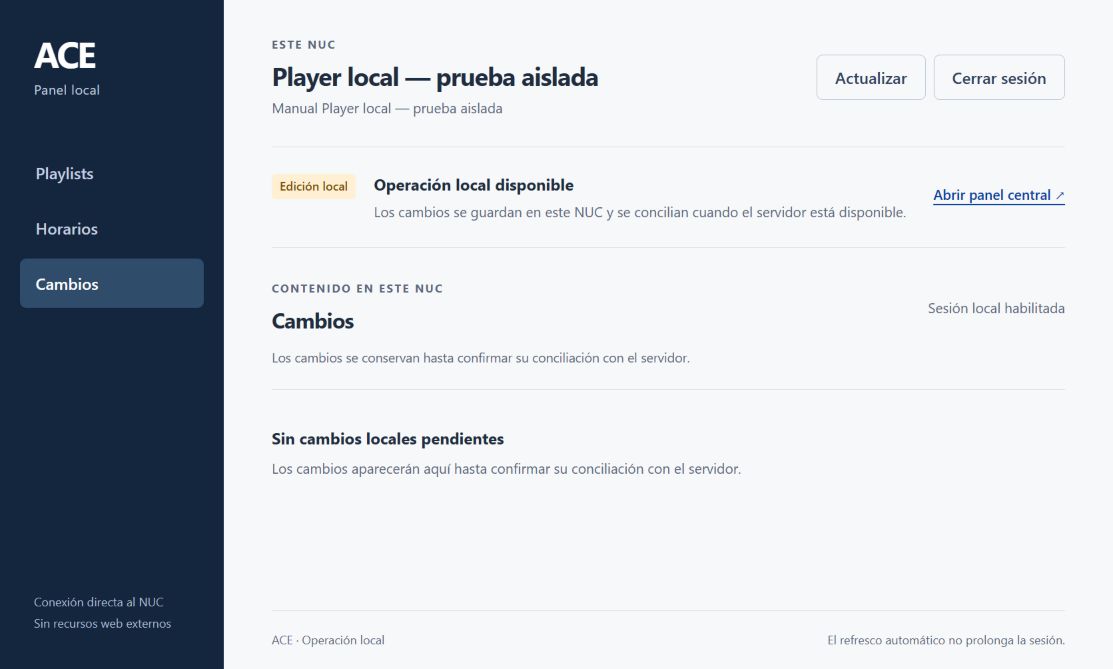 ACE
Panel local
Playlists
Horarios
Cambios
Conexión directa al NUC
Sin recursos web externos
ESTE NUC
Player local — prueba aislada
Manual Player local — prueba aislada
Actualizar
Cerrar sesión
Edición local
Operación local disponible
Los cambios se guardan en este NUC y se concilian cuando el servidor está disponible.
Abrir panel central ↗
CONTENIDO EN ESTE NUC
Cambios
Sesión local habilitada
Los cambios se conservan hasta confirmar su conciliación con el servidor.
Sin cambios locales pendientes
Los cambios aparecerán aquí hasta confirmar su conciliación con el servidor.
ACE · Operación local
El refresco automático no prolonga la sesión.